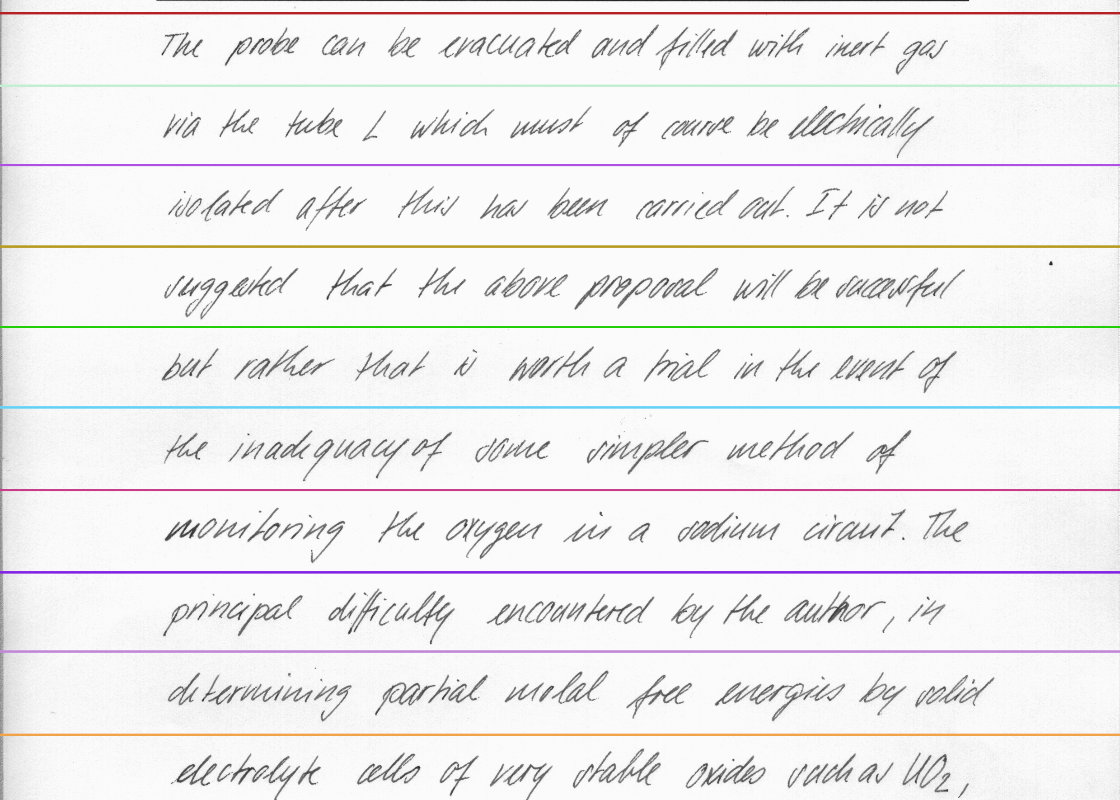 The probe can be evacuated and filled with inert gas
via the tube L which must of course be electrically
isolated after this has been carried out. It is not
suggested that the above proposal will be successful
but rather that is worth a trial in the event of
the inadequacy of some simpler method of
monitoring the oxygen in a sodium circuit. The
principal difficulty encountered by the author, in
determining partial molal free energies by solid
electrolyte cells of very stable oxides such as UO₂,